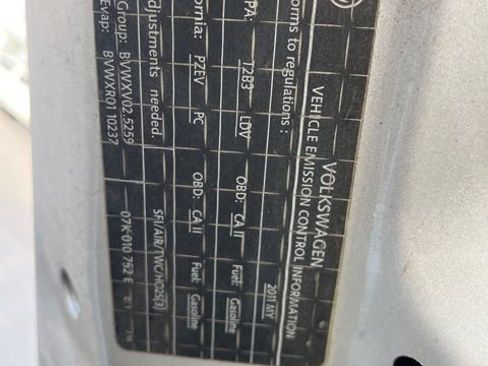 VOLKSWAGEN
VEHICLE EMISSION CONTROL INFORMATION
orms to regulations: 2011 MY
PA: T2B3 LDV OBD: CA II Fuel: Gasoline
ornia: PZEV PC OBD: CA II Fuel: Gasoline
djustments needed. SFI/AIR/TWC/HO2S(3)
Group: BVWXV02.5259
Evap: BVWXR0110237 07K 010 752 E